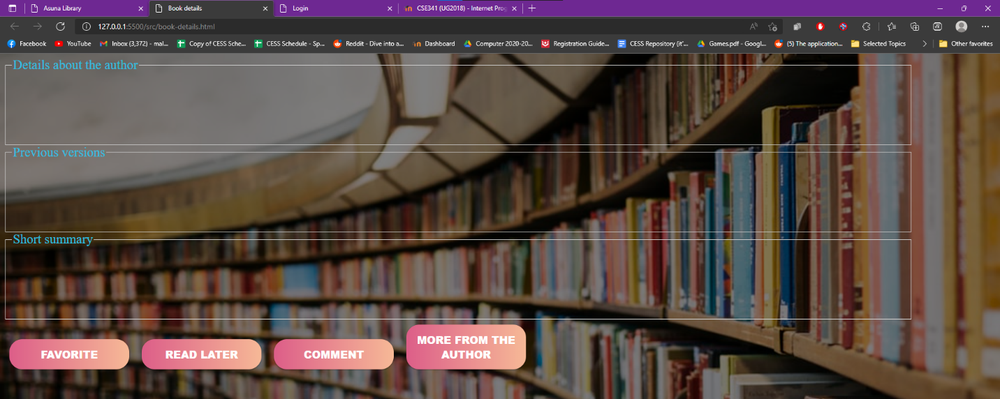 Asuna Library
Book details
Login
CSE341 (UG2018) - Internet Prog
127.0.0.1:5500/src/book-details.html
Facebook
YouTube
Inbox (3,372) - mal...
Copy of CESS Sche...
CESS Schedule - Sp...
Reddit - Dive into a...
Dashboard
Computer 2020-20...
Registration Guide...
CESS Repository (it'...
Games.pdf - Googl...
(5) The application...
Selected Topics
Other favorites
Details about the author
Previous versions
Short summary
FAVORITE
READ LATER
COMMENT
MORE FROM THE
AUTHOR